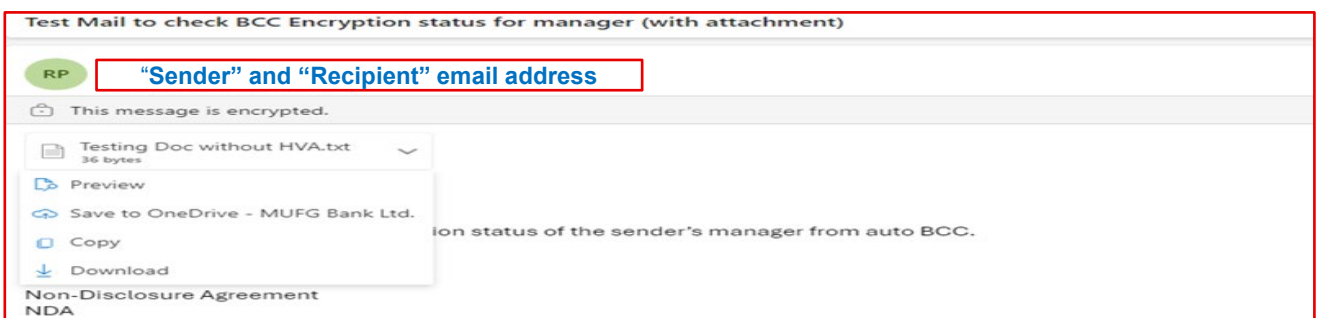 Test Mail to check BCC Encryption status for manager (with attachment)
RP
“Sender” and “Recipient” email address
This message is encrypted.
Testing Doc without HVA.txt
36 bytes
Preview
Save to OneDrive - MUFG Bank Ltd.
ion status of the sender's manager from auto BCC.
Copy
Download
Non-Disclosure Agreement
NDA